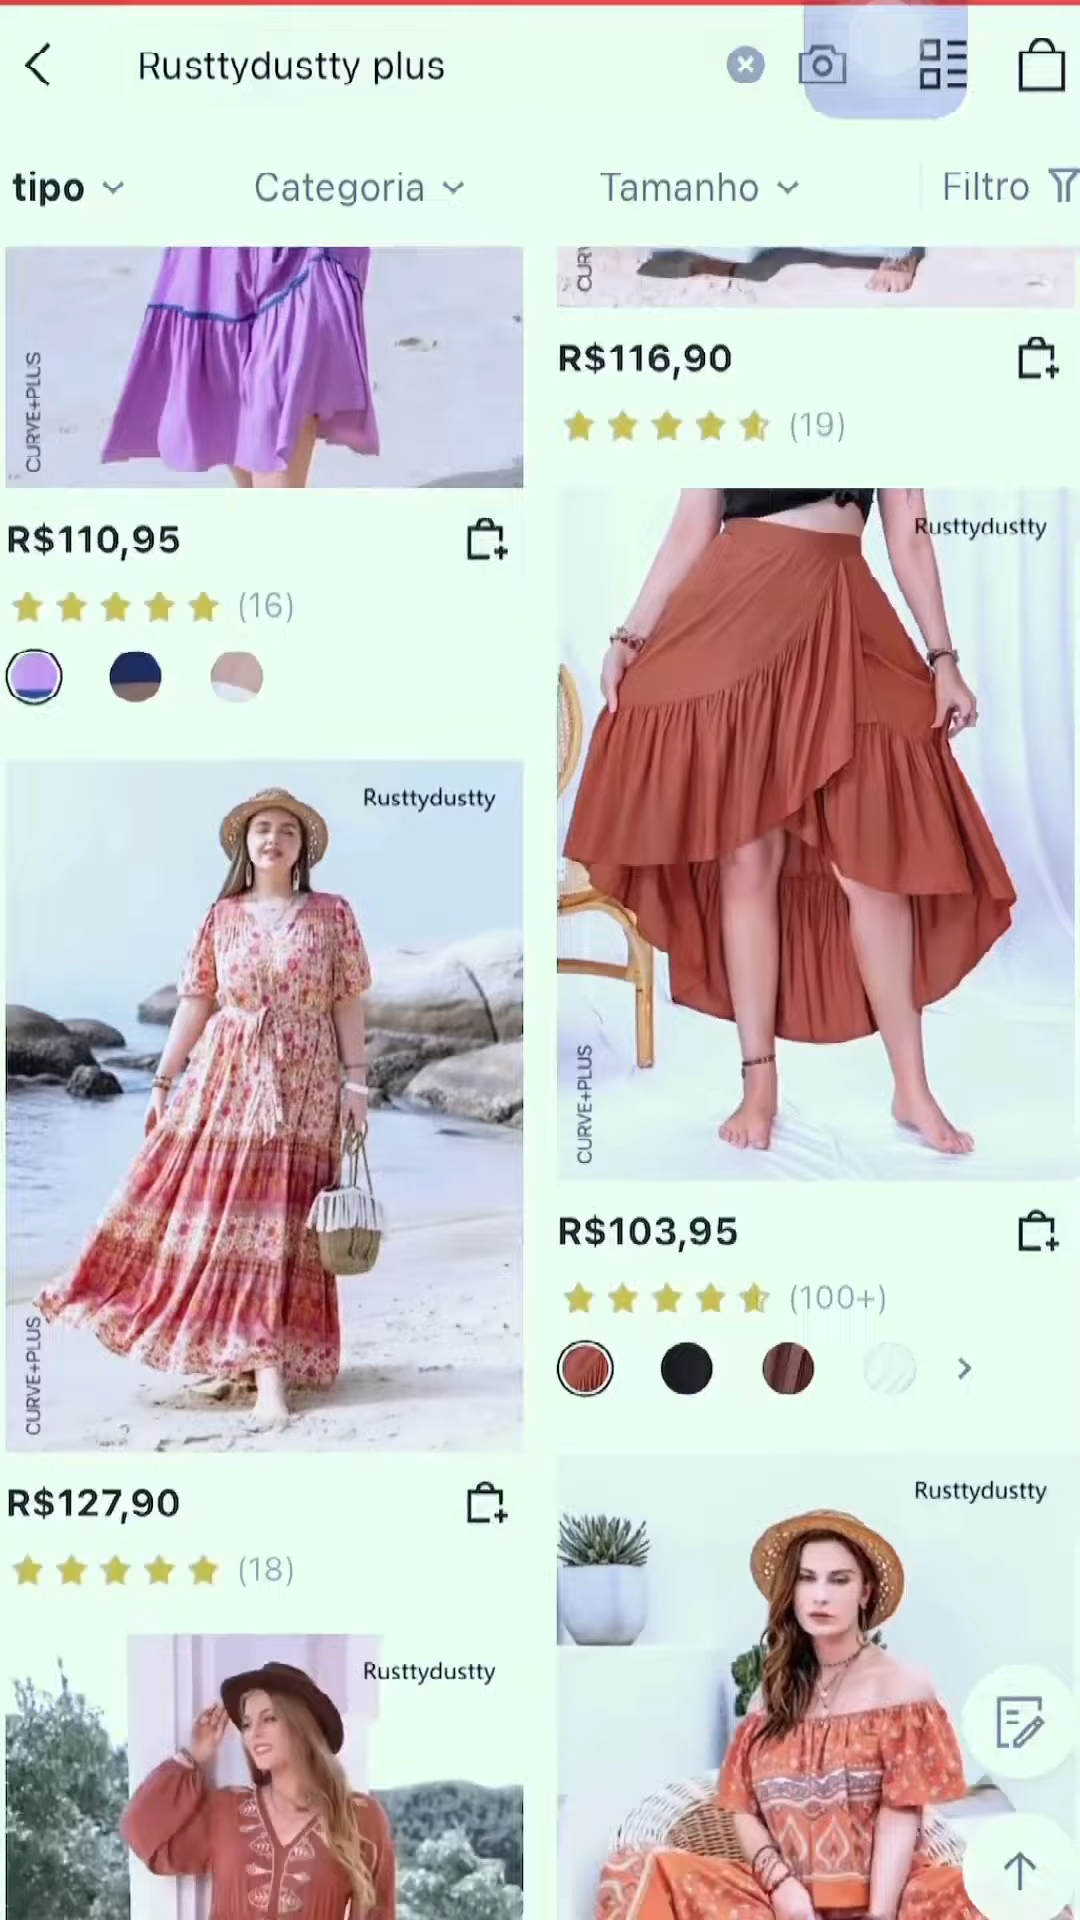 Rusttydustty plus
tipo
Categoria
Tamanho
Filtro
CURVE+PLUS
CUR
R$116,90
(19)
R$110,95
(16)
Rusttydustty
CURVE+PLUS
R$103,95
(100+)
Rusttydustty
CURVE+PLUS
R$127,90
(18)
Rusttydustty
Rusttydustty